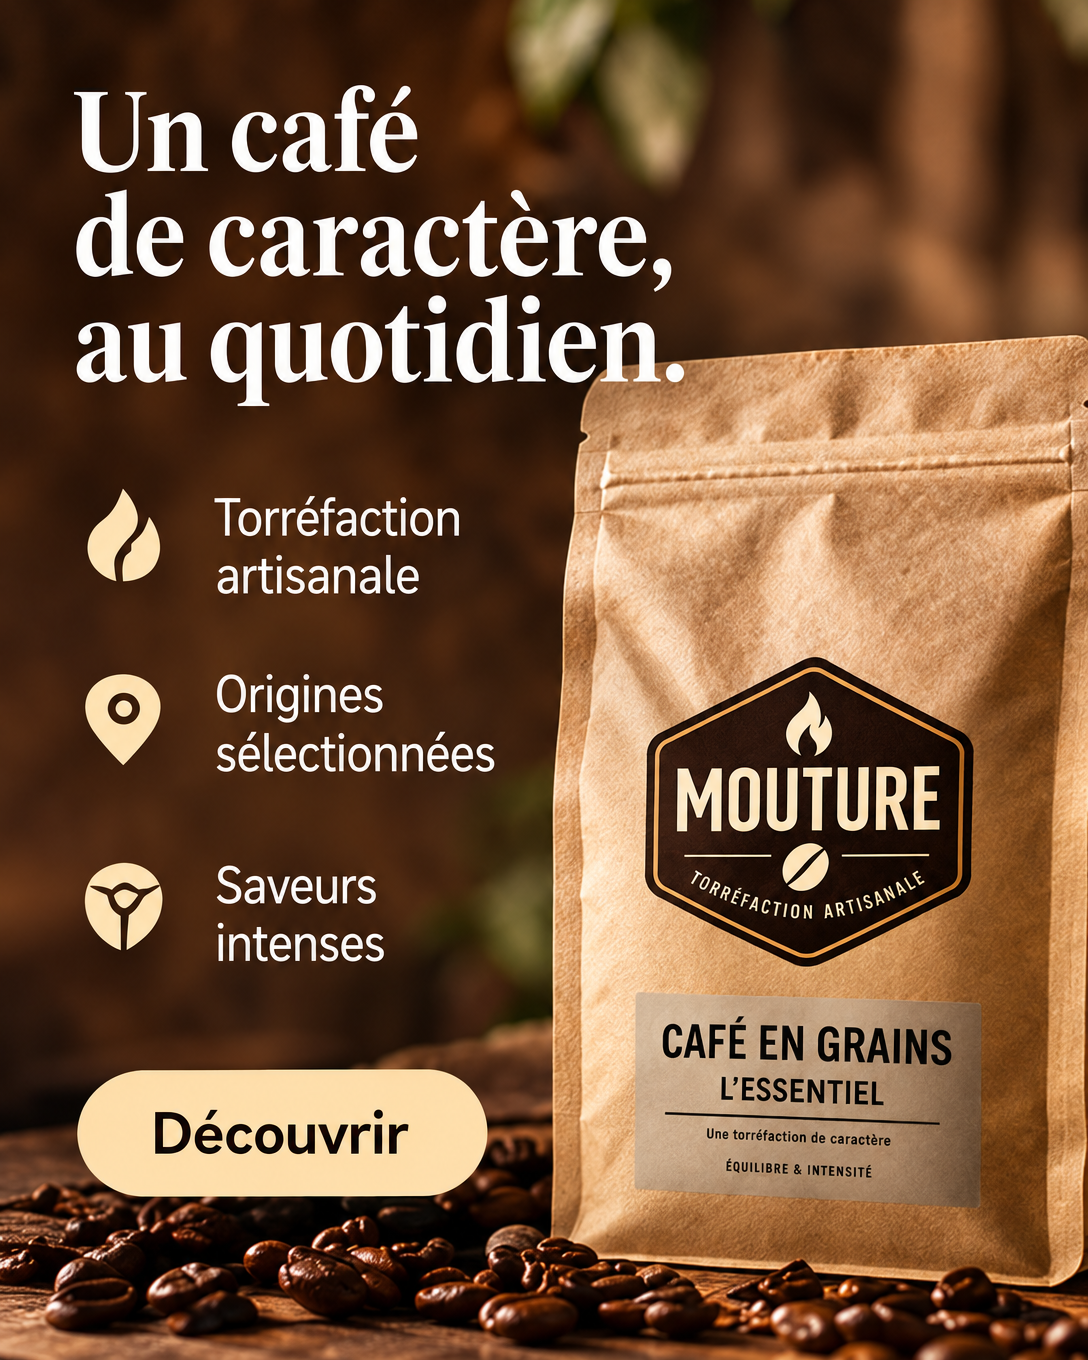 Un café
de caractère,
au quotidien.
Torréfaction
artisanale
Origines
sélectionnées
Saveurs
intenses
Découvrir
MOUTURE
TORRÉFACTION ARTISANALE
CAFÉ EN GRAINS
L'ESSENTIEL
Une torréfaction de caractère
ÉQUILIBRE & INTENSITÉ